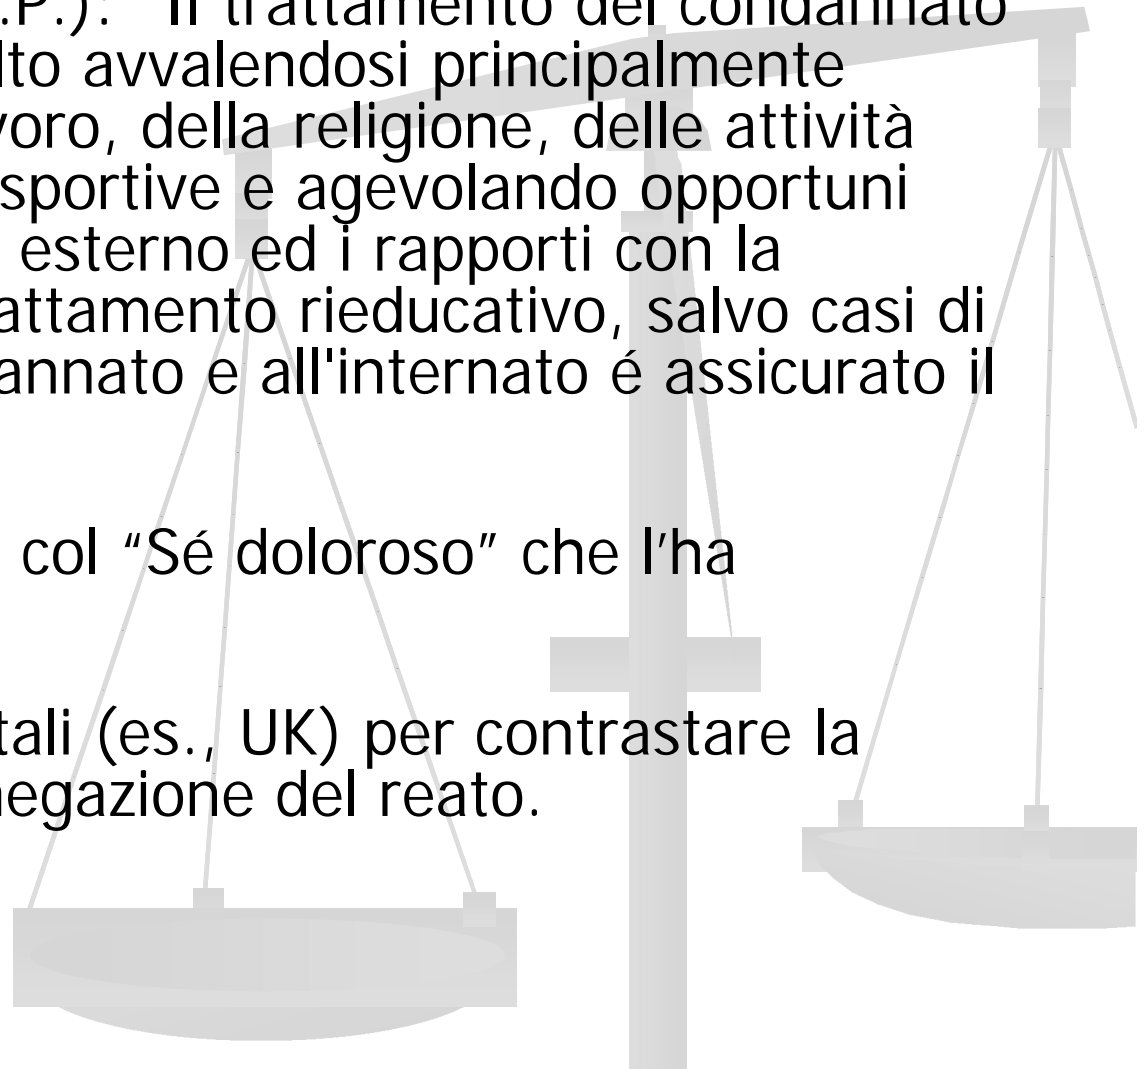 .P.): "Il trattamento del condannato
lto avvalendosi principalmente
voro, della religione, delle attività
sportive e agevolando opportuni
esterno ed i rapporti con la
attamento rieducativo, salvo casi di
annato e all'internato é assicurato il
col “Sé doloroso” che l’ha
tali (es., UK) per contrastare la
negazione del reato.